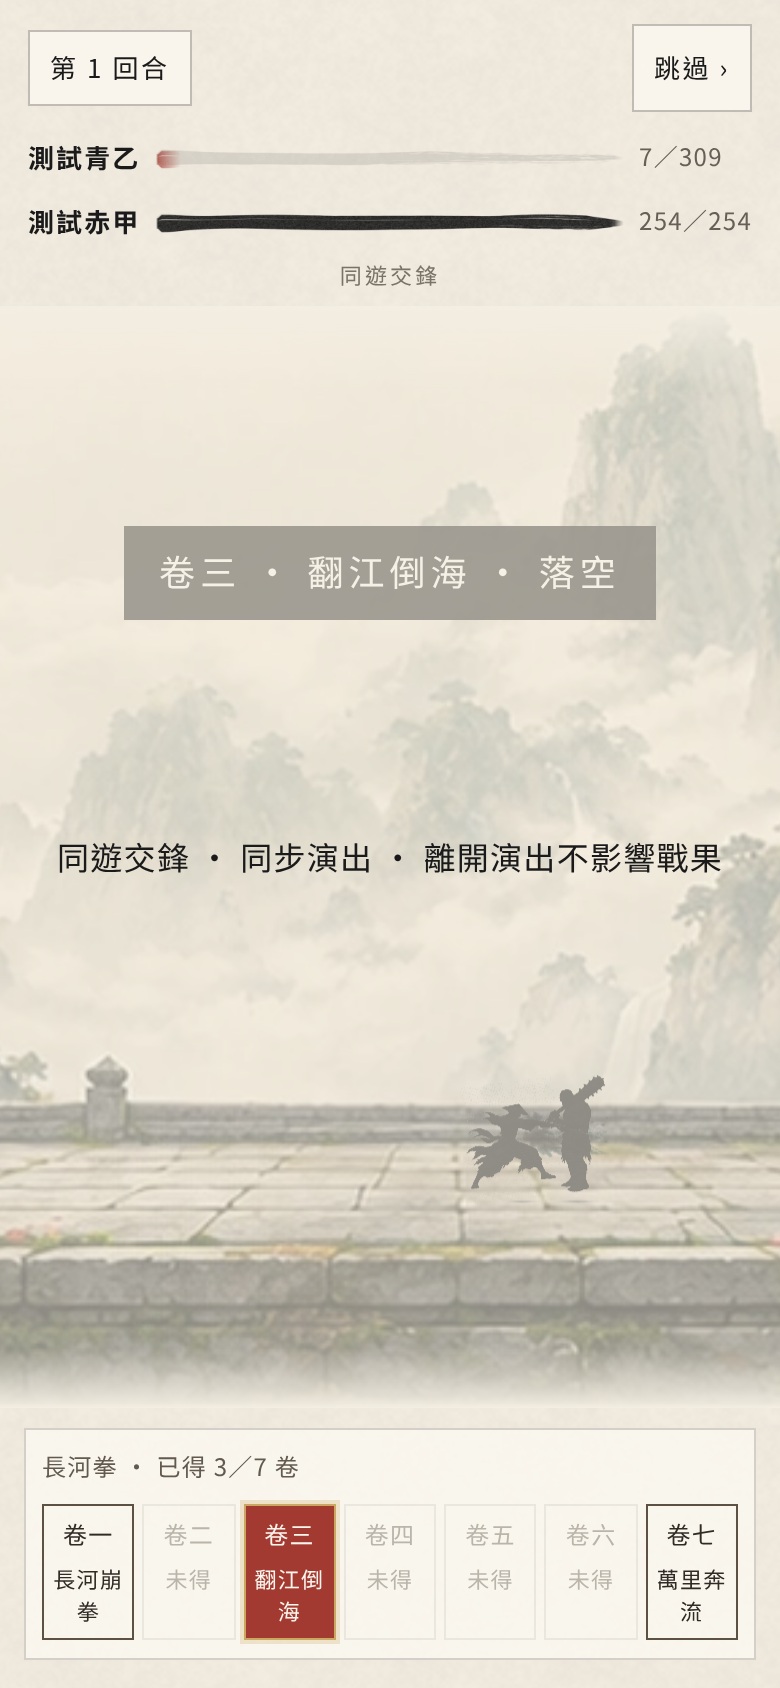 第 1 回合
跳過 ›
測試青乙 7／309
測試赤甲 254／254
同遊交鋒
卷三 · 翻江倒海 · 落空
同遊交鋒 · 同步演出 · 離開演出不影響戰果
長河拳 · 已得 3／7 卷
卷一
長河崩
拳
卷二
未得
卷三
翻江倒
海
卷四
未得
卷五
未得
卷六
未得
卷七
萬里奔
流